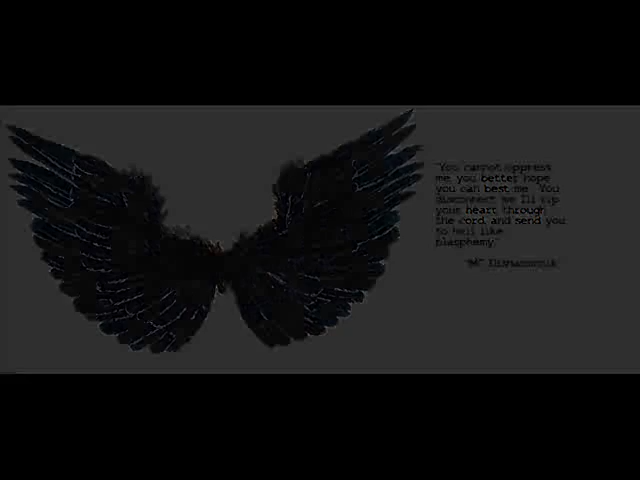 "You cannot oppress
me, you better hope
you can best me. You
disconnect me I'll rip
your heart through
the cord, and send you
to hell like
blasphemy."
"MC"